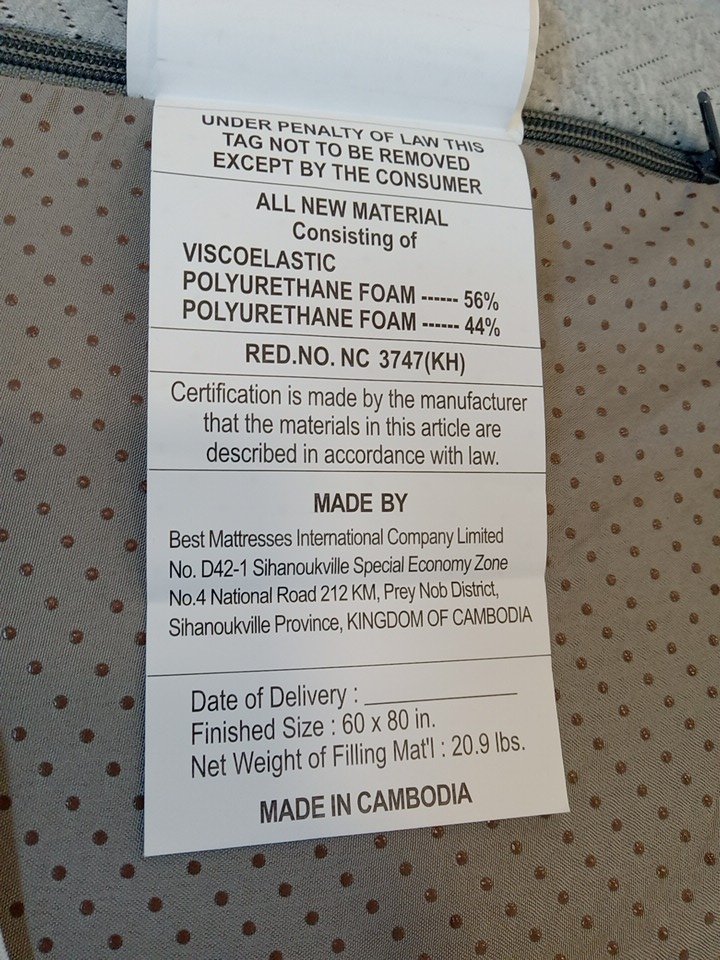 UNDER PENALTY OF LAW THIS
TAG NOT TO BE REMOVED
EXCEPT BY THE CONSUMER
ALL NEW MATERIAL
Consisting of
VISCOELASTIC
POLYURETHANE FOAM ------ 56%
POLYURETHANE FOAM ------ 44%
RED.NO. NC 3747(KH)
Certification is made by the manufacturer
that the materials in this article are
described in accordance with law.
MADE BY
Best Mattresses International Company Limited
No. D42-1 Sihanoukville Special Economy Zone
No.4 National Road 212 KM, Prey Nob District,
Sihanoukville Province, KINGDOM OF CAMBODIA
Date of Delivery : ____________
Finished Size : 60 x 80 in.
Net Weight of Filling Mat'l : 20.9 lbs.
MADE IN CAMBODIA